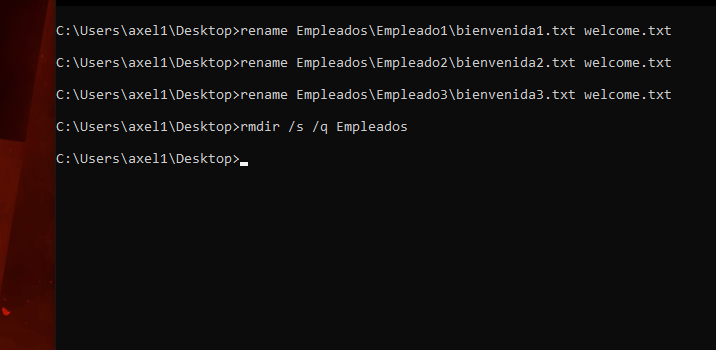 C:\Users\axel1\Desktop>rename Empleados\Empleado1\bienvenida1.txt welcome.txt
C:\Users\axel1\Desktop>rename Empleados\Empleado2\bienvenida2.txt welcome.txt
C:\Users\axel1\Desktop>rename Empleados\Empleado3\bienvenida3.txt welcome.txt
C:\Users\axel1\Desktop>rmdir /s /q Empleados
C:\Users\axel1\Desktop>